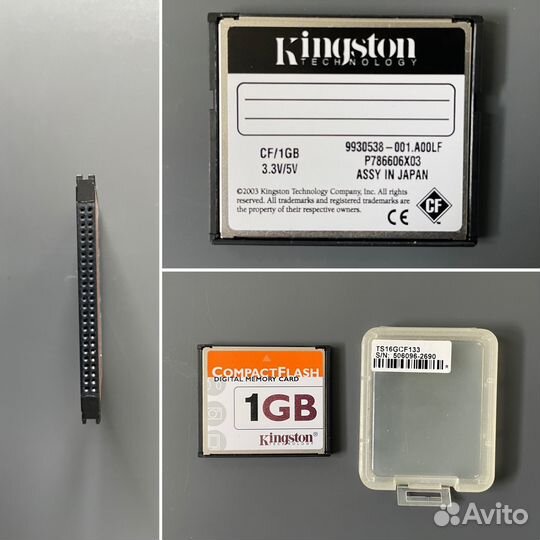 Kingston
TECHNOLOGY
CF/1GB
3.3V/5V
9930538-001.A00LF
P786606X03
ASSY IN JAPAN
©2003 Kingston Technology Company, Inc. All rights
reserved. All trademarks and registered trademarks are
the property of their respective owners.
CE
CF
COMPACTFLASH
DIGITAL MEMORY CARD
1GB
Kingston®
TECHNOLOGY
TS16GCF133
S/N: 506096-2690
Avito